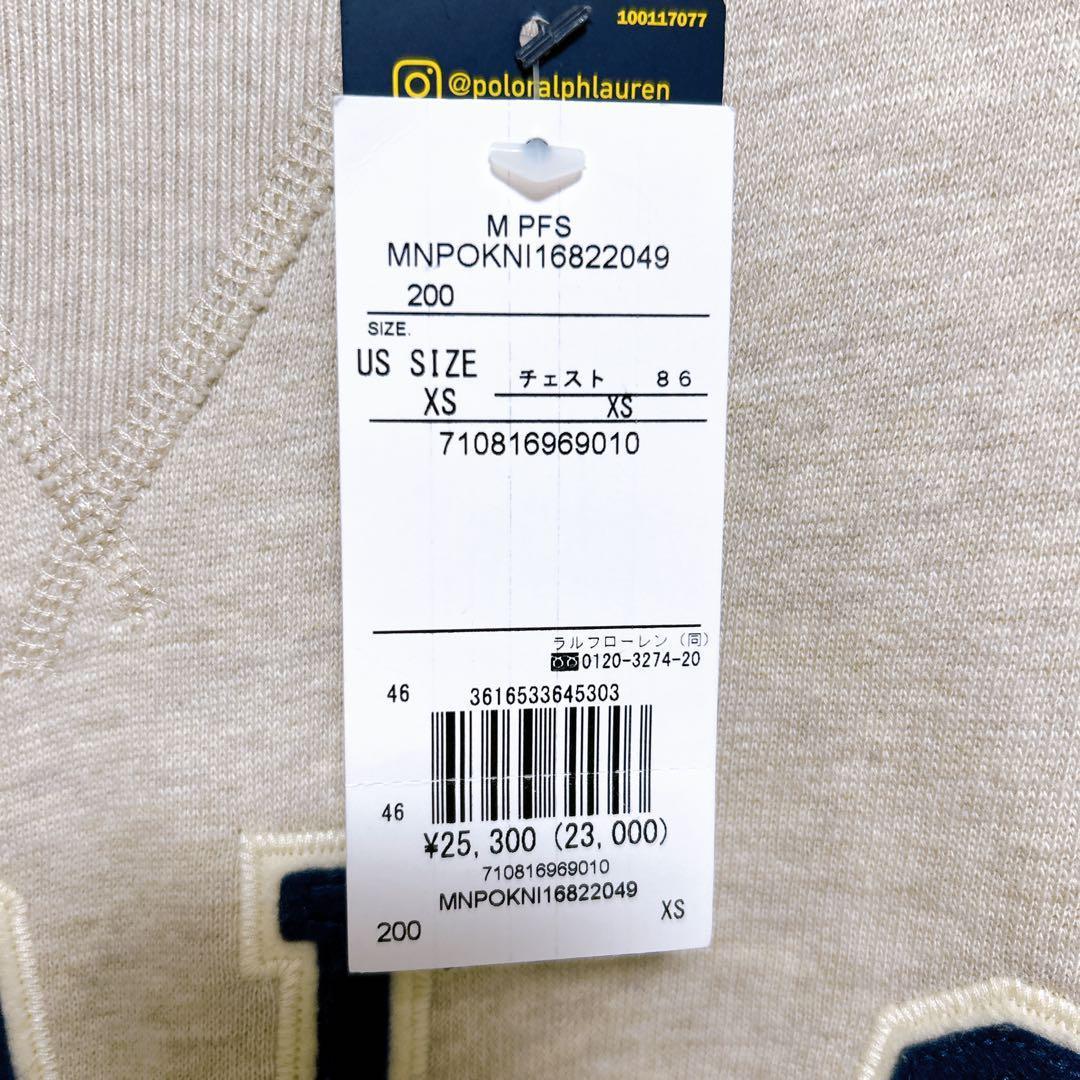 100117077
@poloralphlauren
M PFS
MNPOKNI16822049
200
SIZE.
US SIZE
チェスト 86
XS
XS
710816969010
ラルフローレン（同）
0120-3274-20
46
3616533645303
46
¥25,300 (23,000)
710816969010
MNPOKNI16822049
200
XS